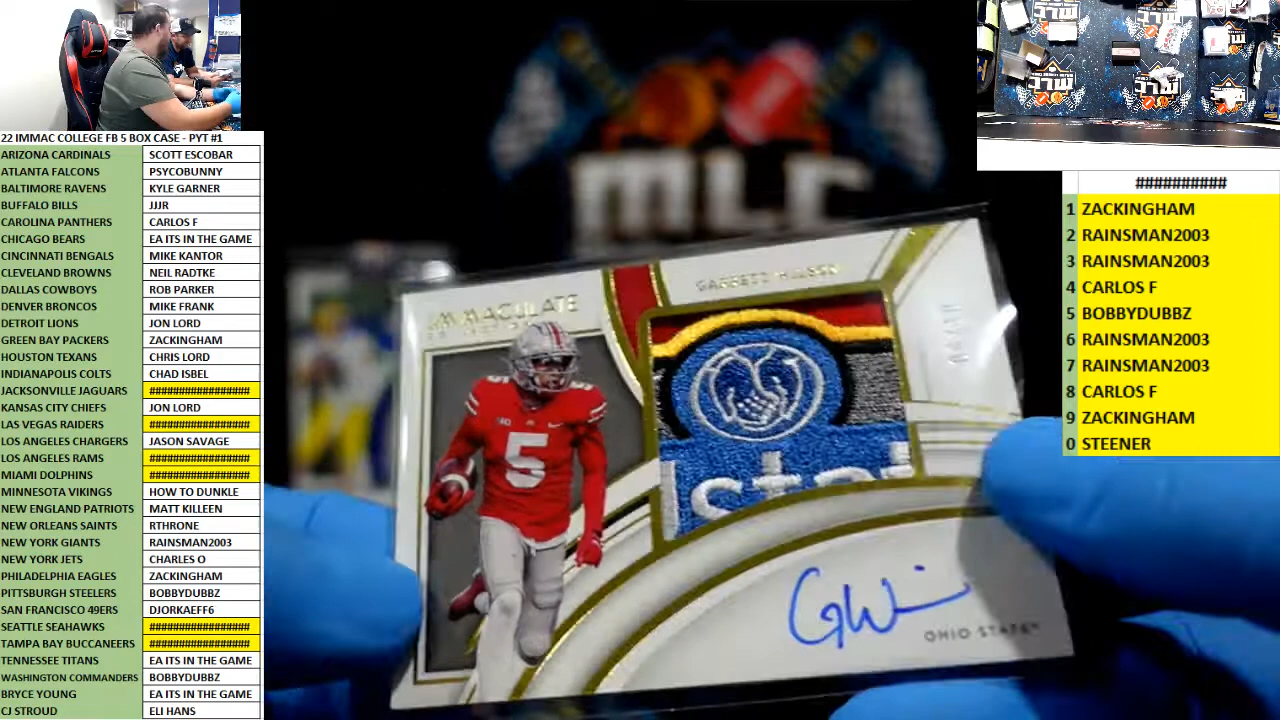 22 IMMAC COLLEGE FB 5 BOX CASE - PYT #1
ARIZONA CARDINALS SCOTT ESCOBAR
ATLANTA FALCONS PSYCOBUNNY
BALTIMORE RAVENS KYLE GARNER
BUFFALO BILLS JJJR
CAROLINA PANTHERS CARLOS F
CHICAGO BEARS EA ITS IN THE GAME
CINCINNATI BENGALS MIKE KANTOR
CLEVELAND BROWNS NEIL RADTKE
DALLAS COWBOYS ROB PARKER
DENVER BRONCOS MIKE FRANK
DETROIT LIONS JON LORD
GREEN BAY PACKERS ZACKINGHAM
HOUSTON TEXANS CHRIS LORD
INDIANAPOLIS COLTS CHAD ISBEL
JACKSONVILLE JAGUARS #################
KANSAS CITY CHIEFS JON LORD
LAS VEGAS RAIDERS #################
LOS ANGELES CHARGERS JASON SAVAGE
LOS ANGELES RAMS #################
MIAMI DOLPHINS #################
MINNESOTA VIKINGS HOW TO DUNKLE
NEW ENGLAND PATRIOTS MATT KILLEEN
NEW ORLEANS SAINTS RTHRONE
NEW YORK GIANTS RAINSMAN2003
NEW YORK JETS CHARLES O
PHILADELPHIA EAGLES ZACKINGHAM
PITTSBURGH STEELERS BOBBYDUBBZ
SAN FRANCISCO 49ERS DJORKAEFF6
SEATTLE SEAHAWKS #################
TAMPA BAY BUCCANEERS #################
TENNESSEE TITANS EA ITS IN THE GAME
WASHINGTON COMMANDERS BOBBYDUBBZ
BRYCE YOUNG EA ITS IN THE GAME
CJ STROUD ELI HANS
MLC
IMMACULATE
GARRETT WILSON
5
GW
OHIO STATE
##########
1 ZACKINGHAM
2 RAINSMAN2003
3 RAINSMAN2003
4 CARLOS F
5 BOBBYDUBBZ
6 RAINSMAN2003
7 RAINSMAN2003
8 CARLOS F
9 ZACKINGHAM
0 STEENER